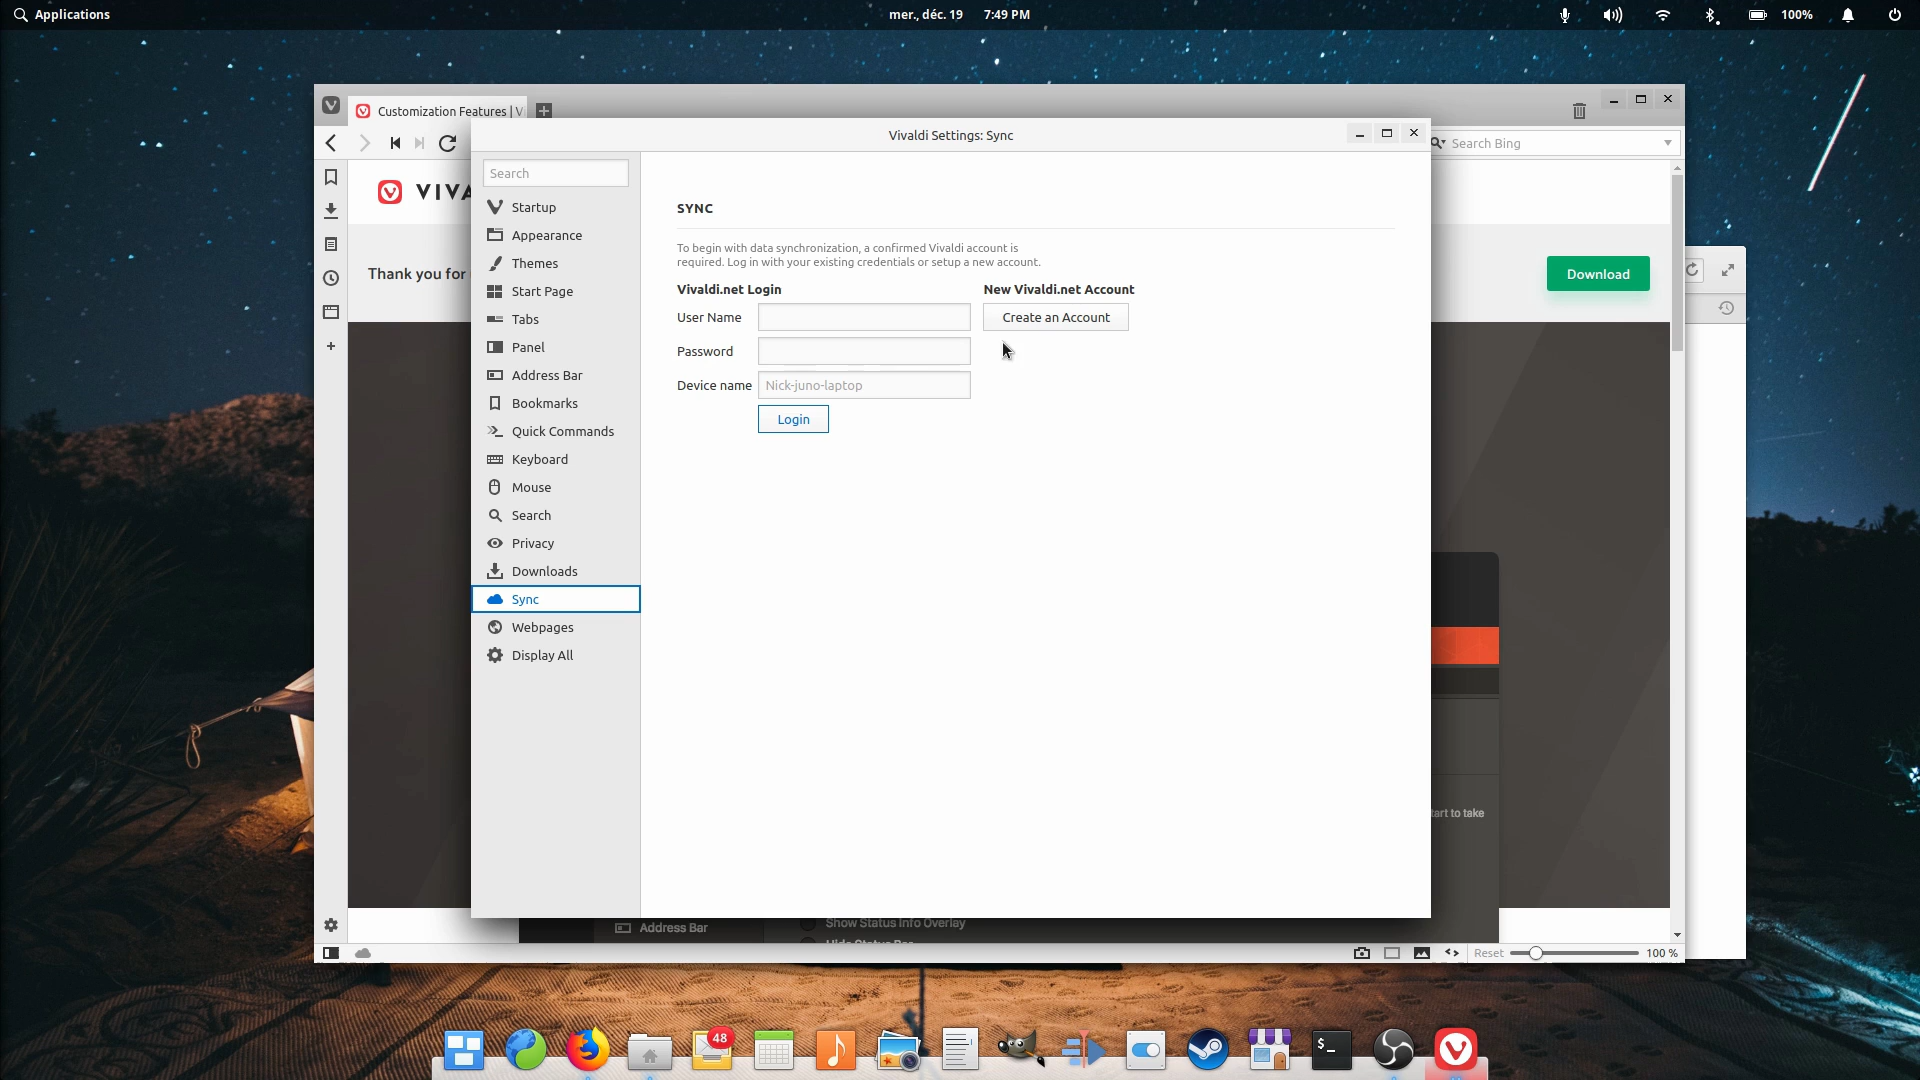 Applications
mer., déc. 19 7:49 PM
100%
Customization Features | V
Vivaldi Settings: Sync
Search Bing
Search
VIVA
Startup
Appearance
Themes
Start Page
Tabs
Panel
Address Bar
Bookmarks
Quick Commands
Keyboard
Mouse
Search
Privacy
Downloads
Sync
Webpages
Display All
SYNC
To begin with data synchronization, a confirmed Vivaldi account is
required. Log in with your existing credentials or setup a new account.
Vivaldi.net Login
New Vivaldi.net Account
User Name
Create an Account
Password
Device name Nick-juno-laptop
Login
Thank you for
Download
tart to take
Address Bar
Show Status Info Overlay
Hide Status Bar
Reset
100 %
48
$_